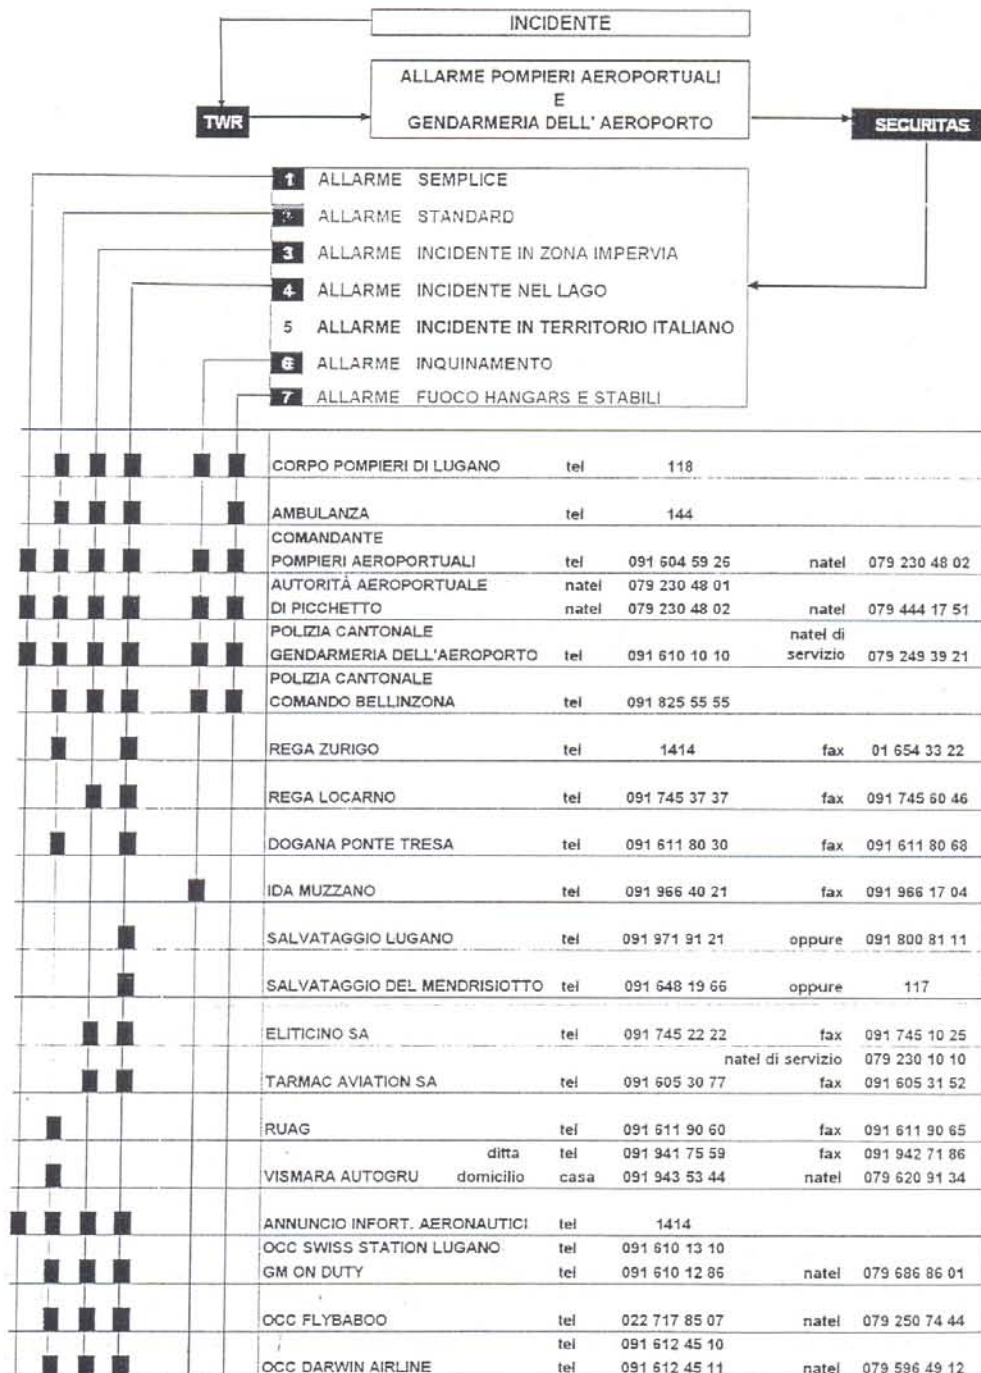 INCIDENTE
ALLARME POMPIERI AEROPORTUALI
E
GENDARMERIA DELL' AEROPORTO
TWR
SECURITAS
1 ALLARME SEMPLICE
2 ALLARME STANDARD
3 ALLARME INCIDENTE IN ZONA IMPERVIA
4 ALLARME INCIDENTE NEL LAGO
5 ALLARME INCIDENTE IN TERRITORIO ITALIANO
6 ALLARME INQUINAMENTO
7 ALLARME FUOCO HANGARS E STABILI
CORPO POMPIERI DI LUGANO tel 118
AMBULANZA tel 144
COMANDANTE
POMPIERI AEROPORTUALI tel 091 604 59 26 natel 079 230 48 02
AUTORITÀ AEROPORTUALE natel 079 230 48 01
DI PICCHETTO natel 079 230 48 02 natel 079 444 17 51
POLIZIA CANTONALE natel di
GENDARMERIA DELL'AEROPORTO tel 091 610 10 10 servizio 079 249 39 21
POLIZIA CANTONALE
COMANDO BELLINZONA tel 091 825 55 55
REGA ZURIGO tel 1414 fax 01 654 33 22
REGA LOCARNO tel 091 745 37 37 fax 091 745 60 46
DOGANA PONTE TRESA tel 091 611 80 30 fax 091 611 80 68
IDA MUZZANO tel 091 966 40 21 fax 091 966 17 04
SALVATAGGIO LUGANO tel 091 971 91 21 oppure 091 800 81 11
SALVATAGGIO DEL MENDRISIOTTO tel 091 648 19 66 oppure 117
ELITICINO SA tel 091 745 22 22 fax 091 745 10 25
natel di servizio 079 230 10 10
TARMAC AVIATION SA tel 091 605 30 77 fax 091 605 31 52
RUAG tel 091 611 90 60 fax 091 611 90 65
ditta tel 091 941 75 59 fax 091 942 71 86
VISMARA AUTOGRU domicilio casa 091 943 53 44 natel 079 620 91 34
ANNUNCIO INFORT. AERONAUTICI tel 1414
OCC SWISS STATION LUGANO tel 091 610 13 10
GM ON DUTY tel 091 610 12 86 natel 079 686 86 01
OCC FLYBABOO tel 022 717 85 07 natel 079 250 74 44
tel 091 612 45 10
OCC DARWIN AIRLINE tel 091 612 45 11 natel 079 596 49 12